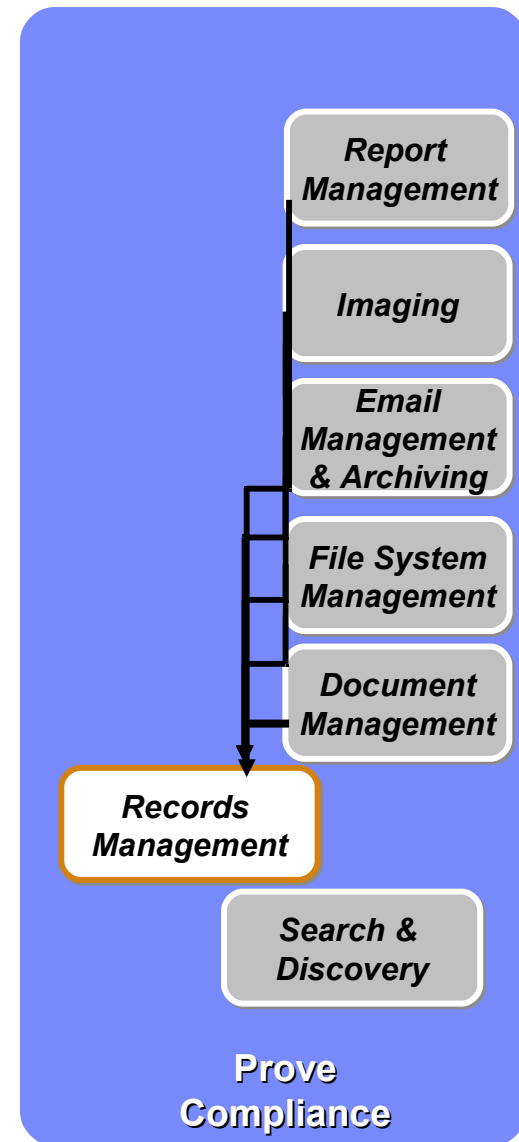 Report
Management
Imaging
Email
Management
& Archiving
File System
Management
Document
Management
Records
Management
Search &
Discovery
Prove
Compliance